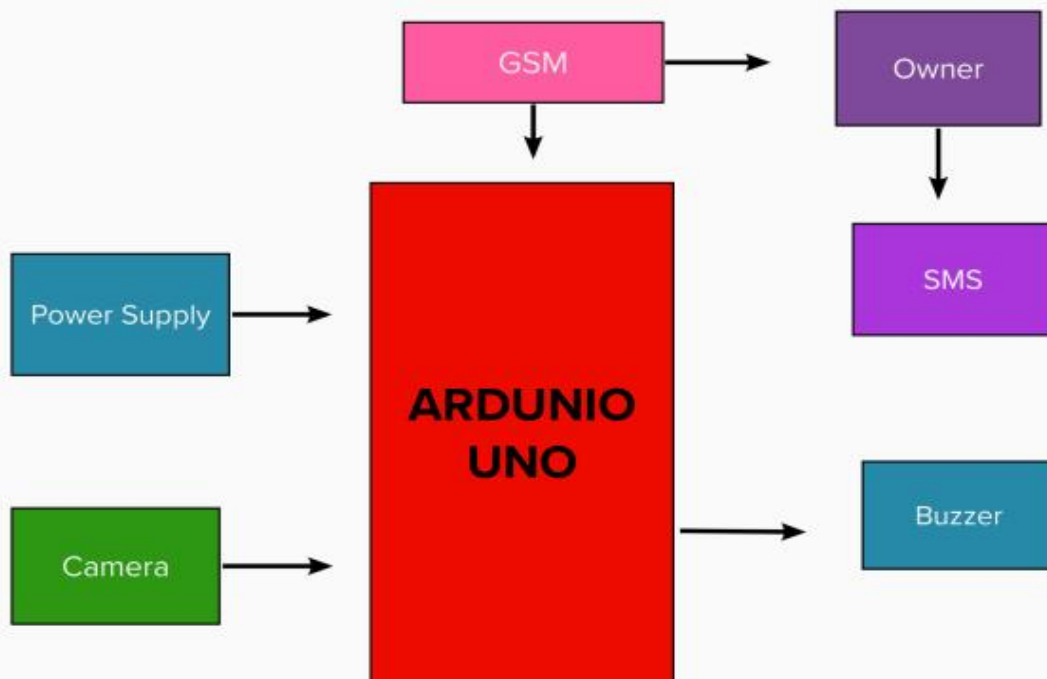 GSM
Owner
SMS
Power Supply
ARDUNIO
UNO
Camera
Buzzer